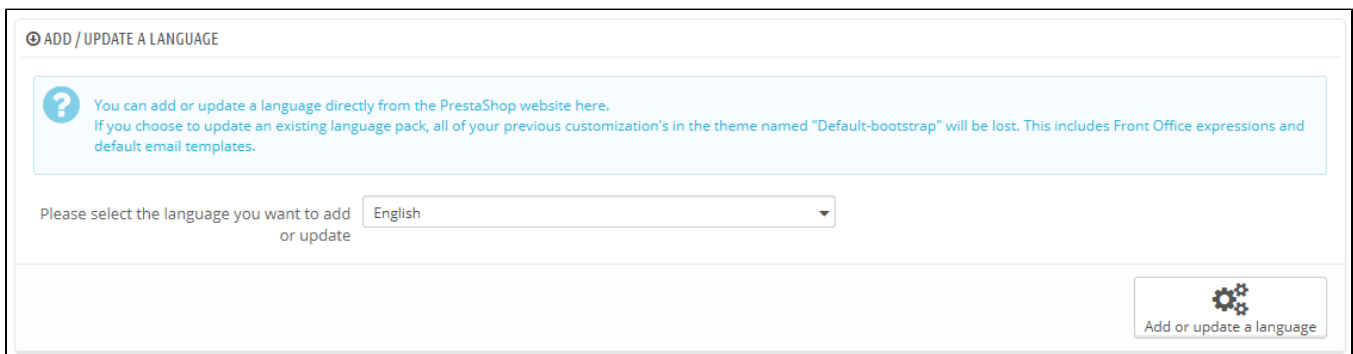 ADD / UPDATE A LANGUAGE
You can add or update a language directly from the PrestaShop website here.
If you choose to update an existing language pack, all of your previous customization's in the theme named "Default-bootstrap" will be lost. This includes Front Office expressions and
default email templates.
Please select the language you want to add
or update
English
Add or update a language